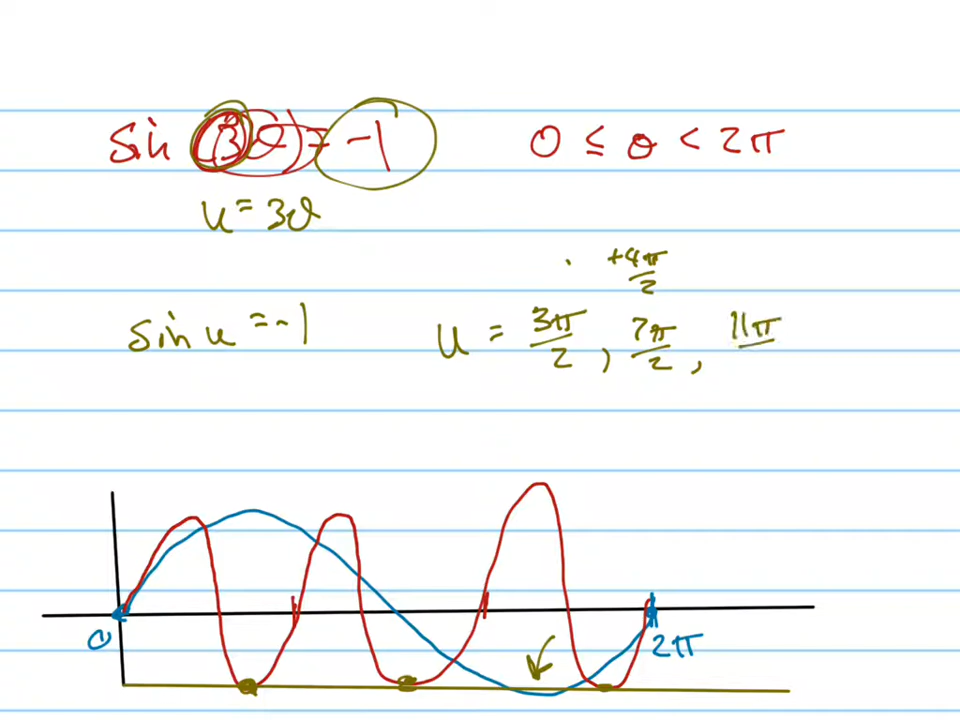 sin (3θ) = -1    0 ≤ θ < 2π
u = 3θ
+4π/2
sin u = -1    u = 3π/2, 7π/2, 11π
0    2π